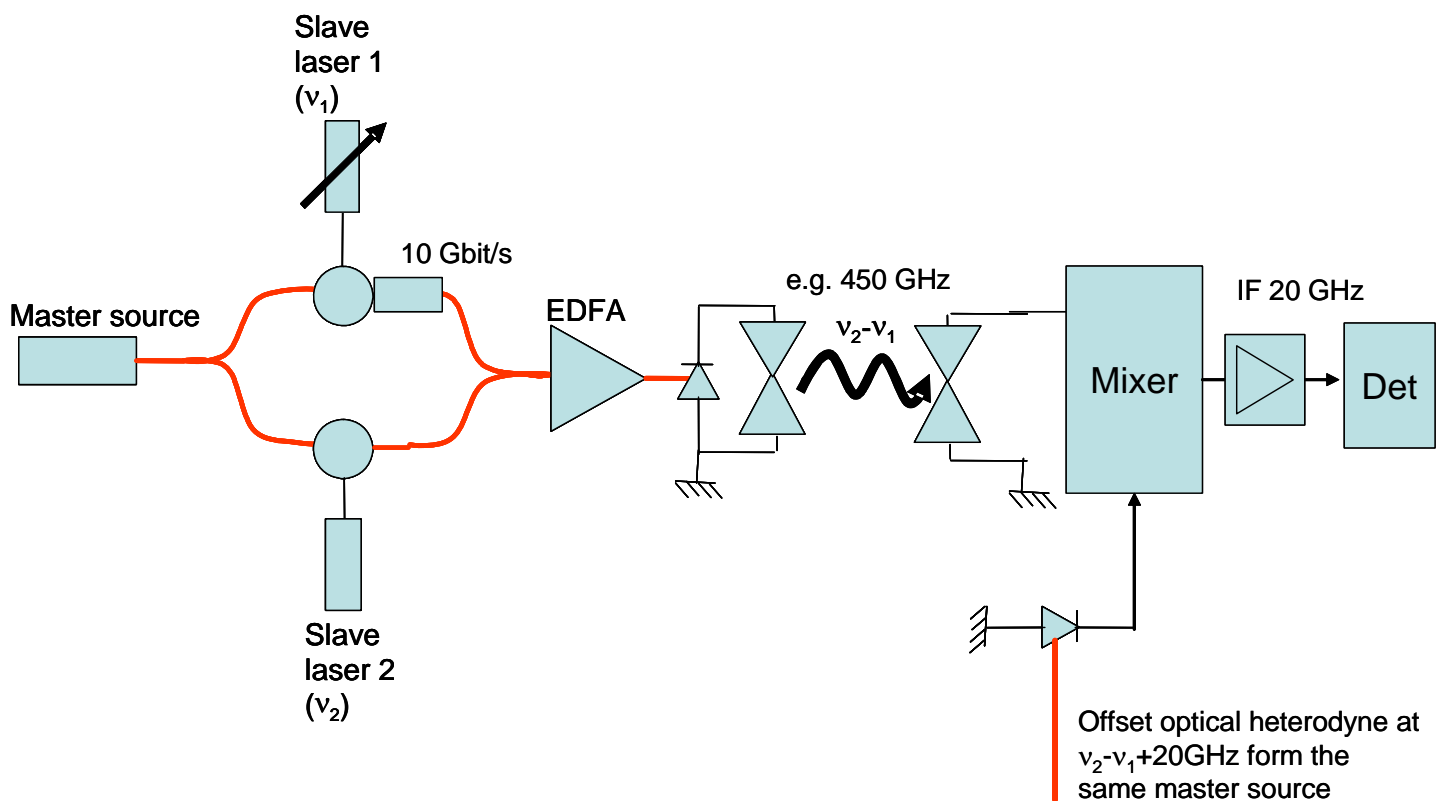 Slave
laser 1
(ν₁)
10 Gbit/s
Master source
EDFA
e.g. 450 GHz
ν₂-ν₁
IF 20 GHz
Mixer
Det
Slave
laser 2
(ν₂)
Offset optical heterodyne at
ν₂-ν₁+20GHz form the
same master source